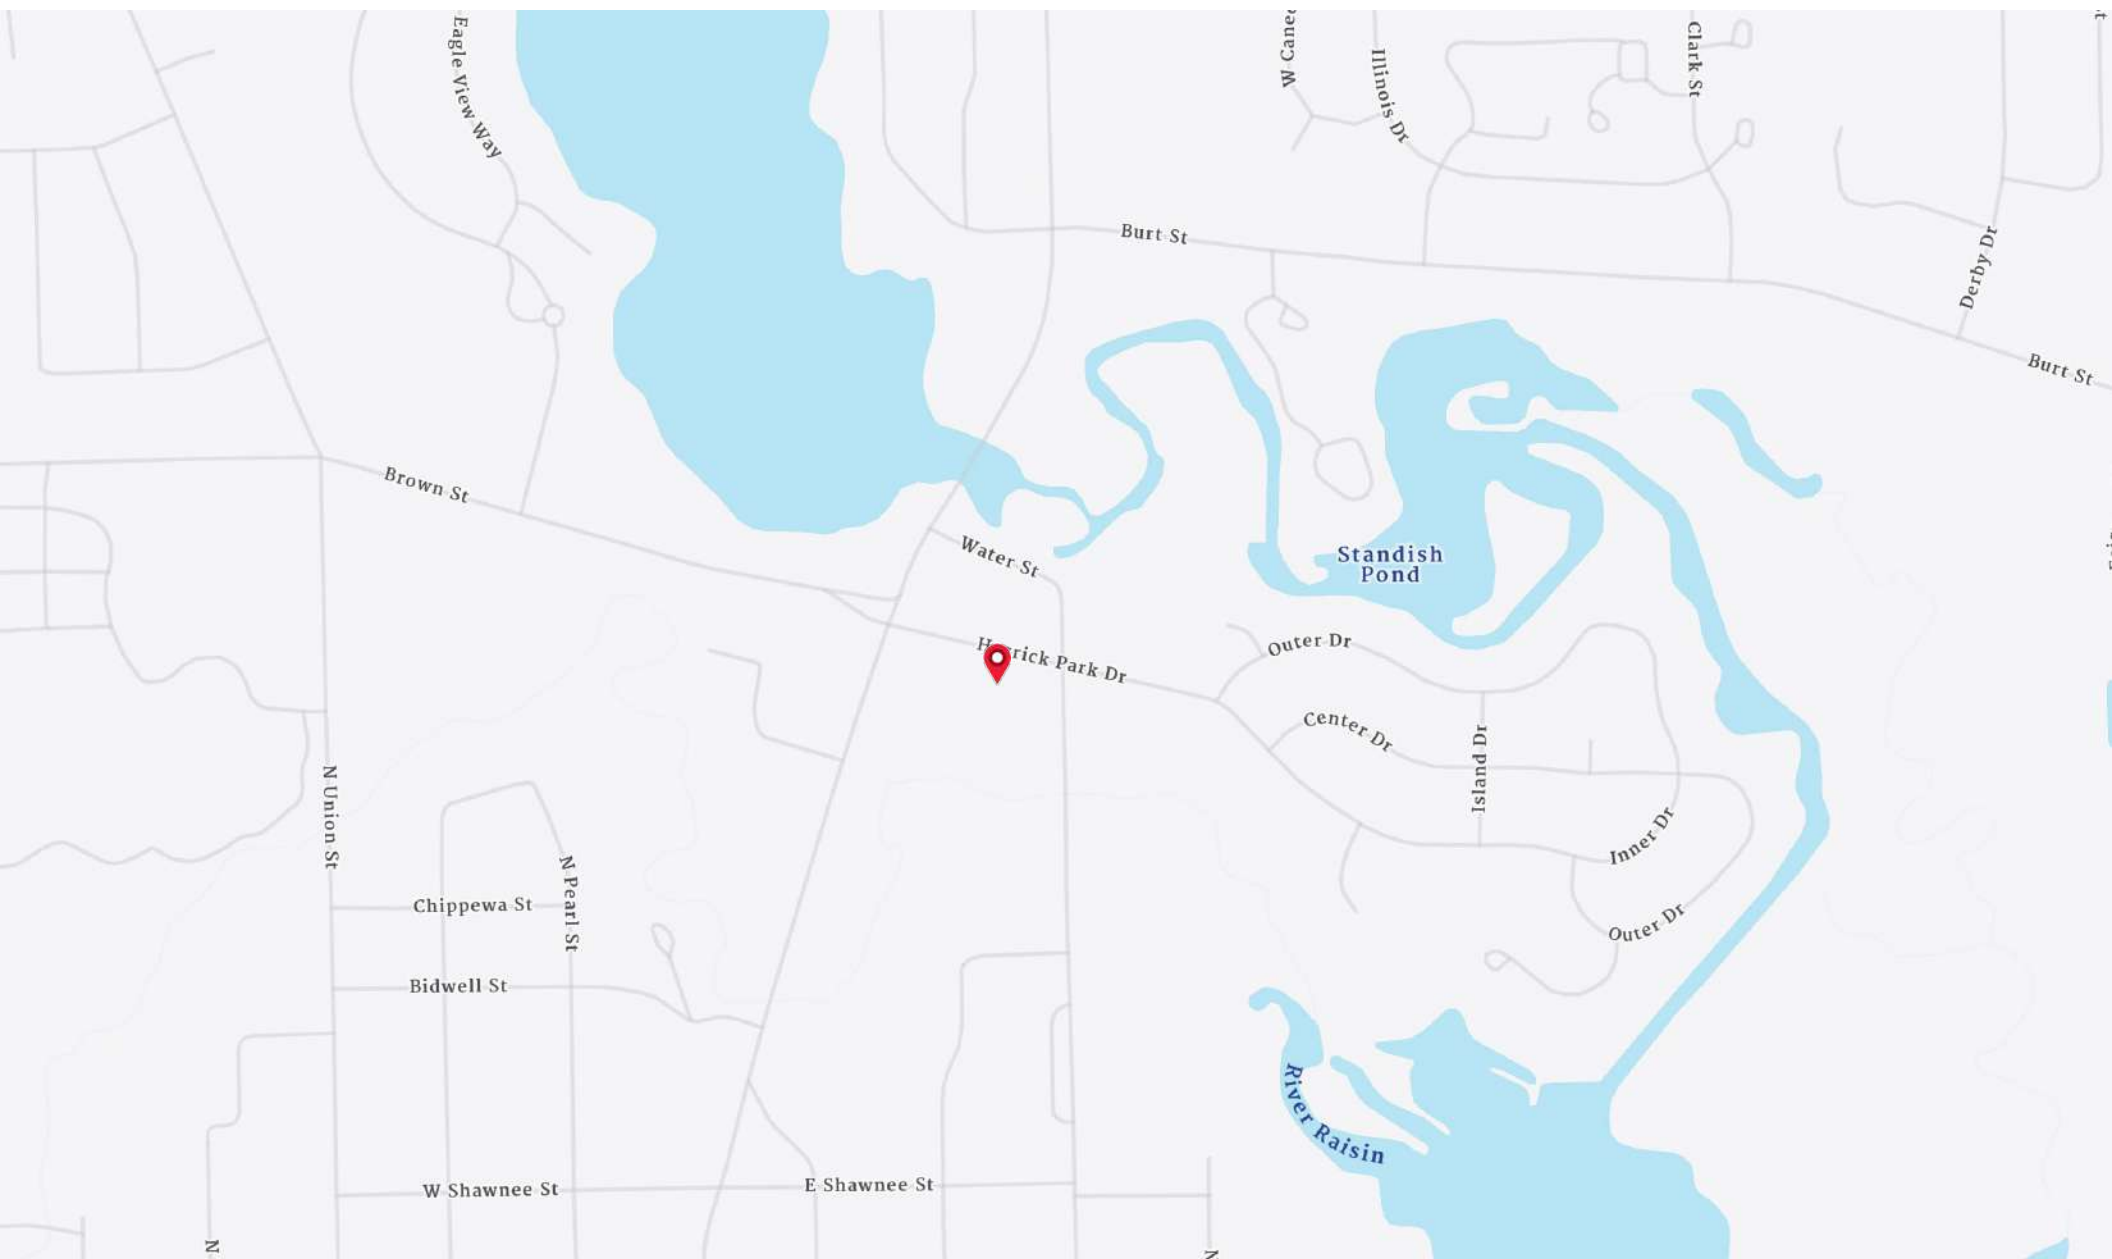 Eagle View Way
Illinois Dr
Clark St
Burt St
Derby Dr
Burt St
Brown St
Water St
Standish
Pond
Outer Dr
Park Dr
Center Dr
Island Dr
N Union St
Inner Dr
N Pearl St
Chippewa St
Outer Dr
Bidwell St
River Raisin
W Shawnee St
E Shawnee St
N
N